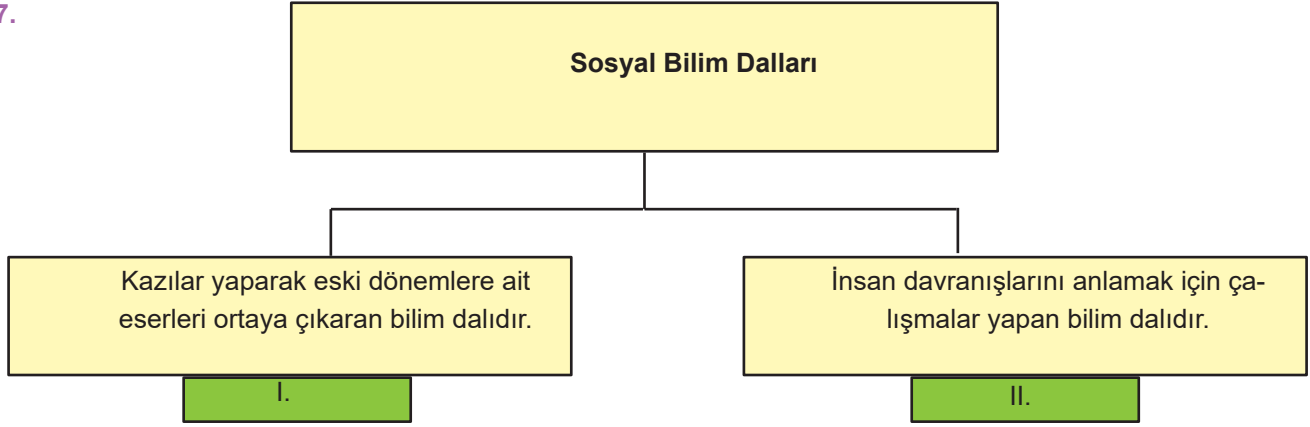 7.
Sosyal Bilim Dalları
Kazılar yaparak eski dönemlere ait
eserleri ortaya çıkaran bilim dalıdır.
I.
İnsan davranışlarını anlamak için ça-
lışmalar yapan bilim dalıdır.
II.